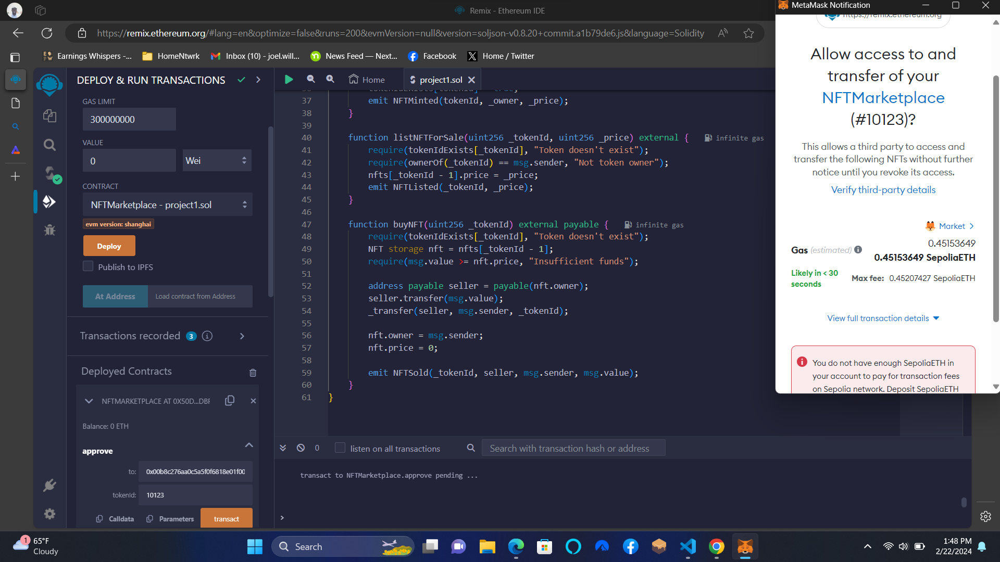 Remix - Ethereum IDE
https://remix.ethereum.org/#lang=en&optimize=false&runs=200&evmVersion=null&version=soljson-v0.8.20+commit.a1b79de6.js&language=Solidity
Earnings Whispers -...
HomeNtwrk
Inbox (10) - joel.will...
News Feed — Next...
Facebook
Home / Twitter
DEPLOY & RUN TRANSACTIONS
GAS LIMIT
300000000
VALUE
0
Wei
CONTRACT
NFTMarketplace - project1.sol
evm version: shanghai
Deploy
Publish to IPFS
At Address
Load contract from Address
Transactions recorded 3
Deployed Contracts
NFTMARKETPLACE AT 0X50D...DBF
Balance: 0 ETH
approve
to:
0x00b8c276aa0c5a5f0f6818e01f00
tokenId:
10123
Calldata
Parameters
transact
Home
project1.sol
37 emit NFTMinted(tokenId, _owner, _price);
38 }
39
40 function listNFTForSale(uint256 _tokenId, uint256 _price) external { infinite gas
41 require(tokenIdExists[_tokenId], "Token doesn't exist");
42 require(ownerOf(_tokenId) == msg.sender, "Not token owner");
43 nfts[_tokenId - 1].price = _price;
44 emit NFTListed(_tokenId, _price);
45 }
46
47 function buyNFT(uint256 _tokenId) external payable { infinite gas
48 require(tokenIdExists[_tokenId], "Token doesn't exist");
49 NFT storage nft = nfts[_tokenId - 1];
50 require(msg.value >= nft.price, "Insufficient funds");
51
52 address payable seller = payable(nft.owner);
53 seller.transfer(msg.value);
54 _transfer(seller, msg.sender, _tokenId);
55
56 nft.owner = msg.sender;
57 nft.price = 0;
58
59 emit NFTSold(_tokenId, seller, msg.sender, msg.value);
60 }
61 }
0
listen on all transactions
Search with transaction hash or address
transact to NFTMarketplace.approve pending ...
>
MetaMask Notification
https://remix.ethereum.org
Allow access to and
transfer of your
NFTMarketplace
(#10123)?
This allows a third party to access and
transfer the following NFTs without further
notice until you revoke its access.
Verify third-party details
Market >
Gas (estimated)
0.45153649
0.45153649 SepoliaETH
Likely in < 30
seconds
Max fee: 0.45207427 SepoliaETH
View full transaction details
You do not have enough SepoliaETH in
your account to pay for transaction fees
on Sepolia network. Deposit SepoliaETH
1
65°F
Cloudy
Search
1:48 PM
2/22/2024